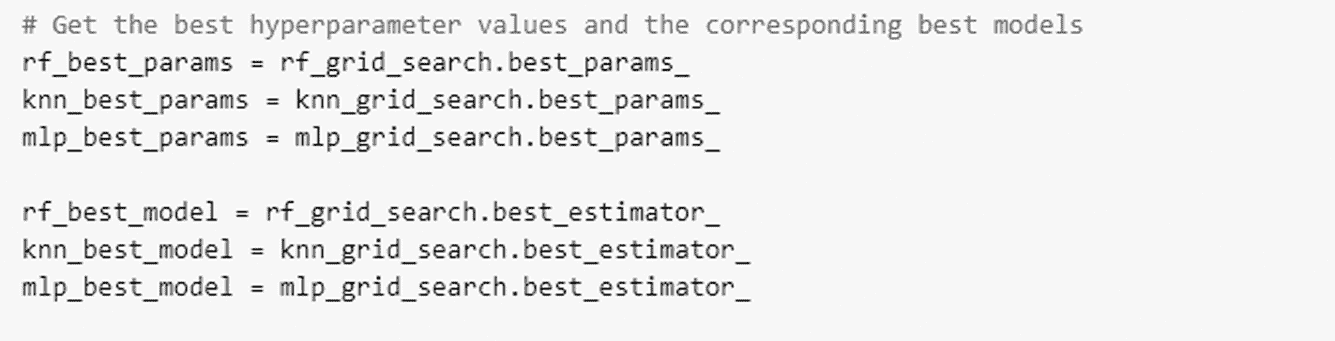 # Get the best hyperparameter values and the corresponding best models
rf_best_params = rf_grid_search.best_params_
knn_best_params = knn_grid_search.best_params_
mlp_best_params = mlp_grid_search.best_params_
rf_best_model = rf_grid_search.best_estimator_
knn_best_model = knn_grid_search.best_estimator_
mlp_best_model = mlp_grid_search.best_estimator_